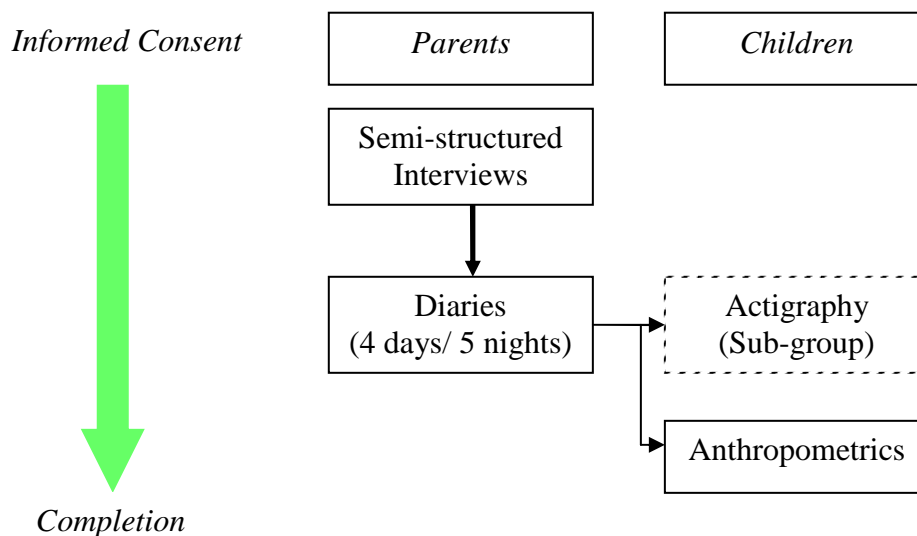 Informed Consent
Parents
Children
Semi-structured
Interviews
Diaries
(4 days/ 5 nights)
Actigraphy
(Sub-group)
Anthropometrics
Completion